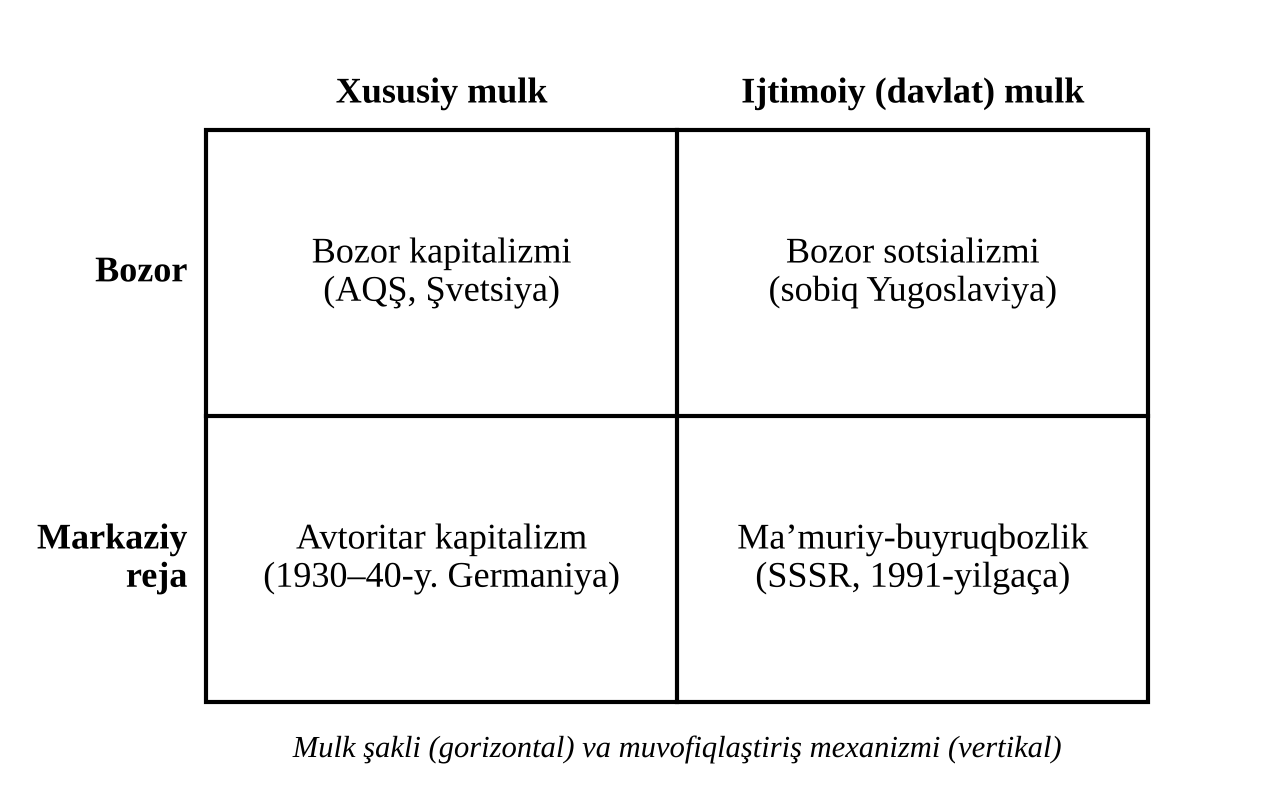 Xususiy mulk
Ijtimoiy (davlat) mulk
Bozor
Bozor kapitalizmi
(AQŞ, Şvetsiya)
Bozor sotsializmi
(sobiq Yugoslaviya)
Markaziy
reja
Avtoritar kapitalizm
(1930–40-y. Germaniya)
Ma’muriy-buyruqbozlik
(SSSR, 1991-yilgaça)
Mulk şakli (gorizontal) va muvofiqlaştiriş mexanizmi (vertikal)